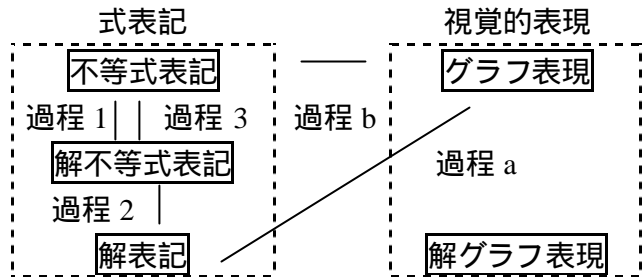 式表記 視覚的表現
不等式表記 グラフ表現
過程 1 過程 3 過程 b
解不等式表記 過程 a
過程 2
解表記 解グラフ表現